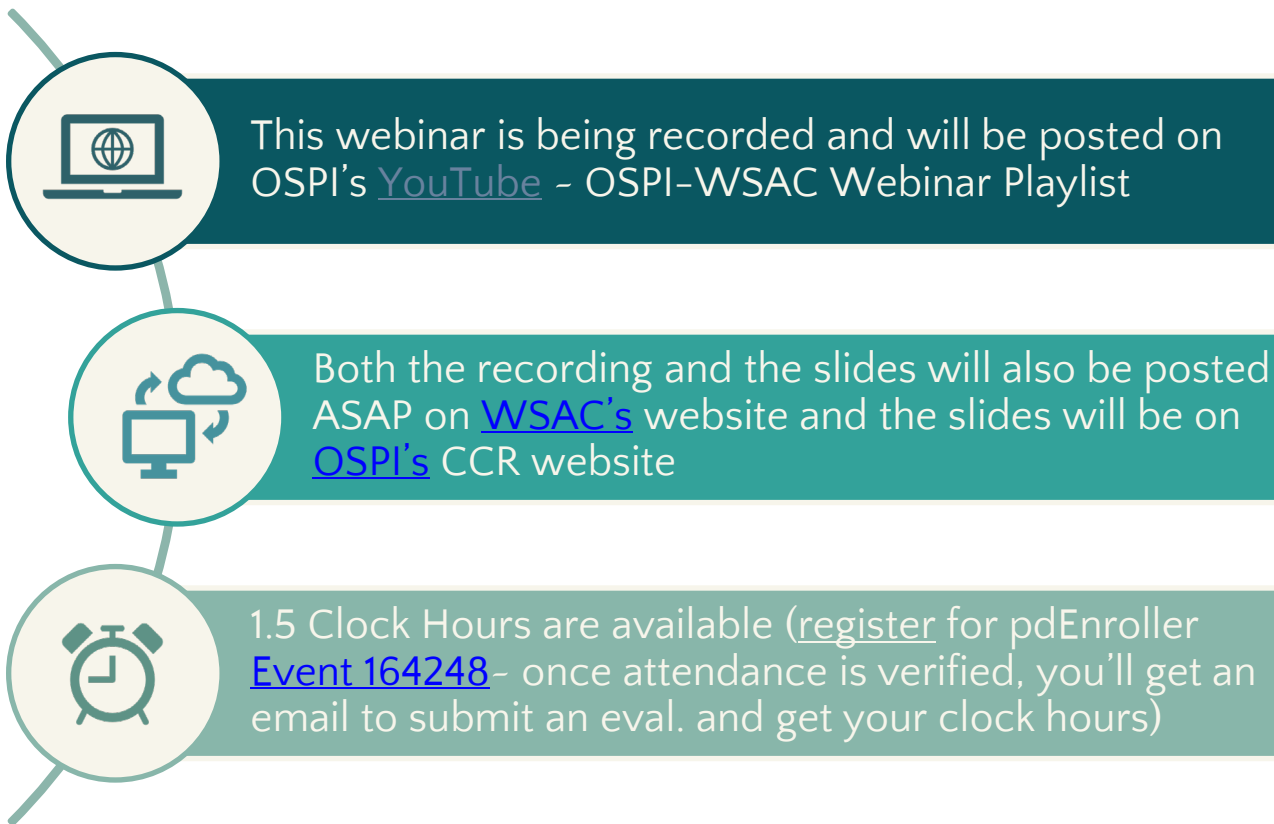 This webinar is being recorded and will be posted on
OSPI's YouTube - OSPI-WSAC Webinar Playlist
Both the recording and the slides will also be posted
ASAP on WSAC's website and the slides will be on
OSPI's CCR website
1.5 Clock Hours are available (register for pdEnroller
Event 164248- once attendance is verified, you'll get an
email to submit an eval. and get your clock hours)